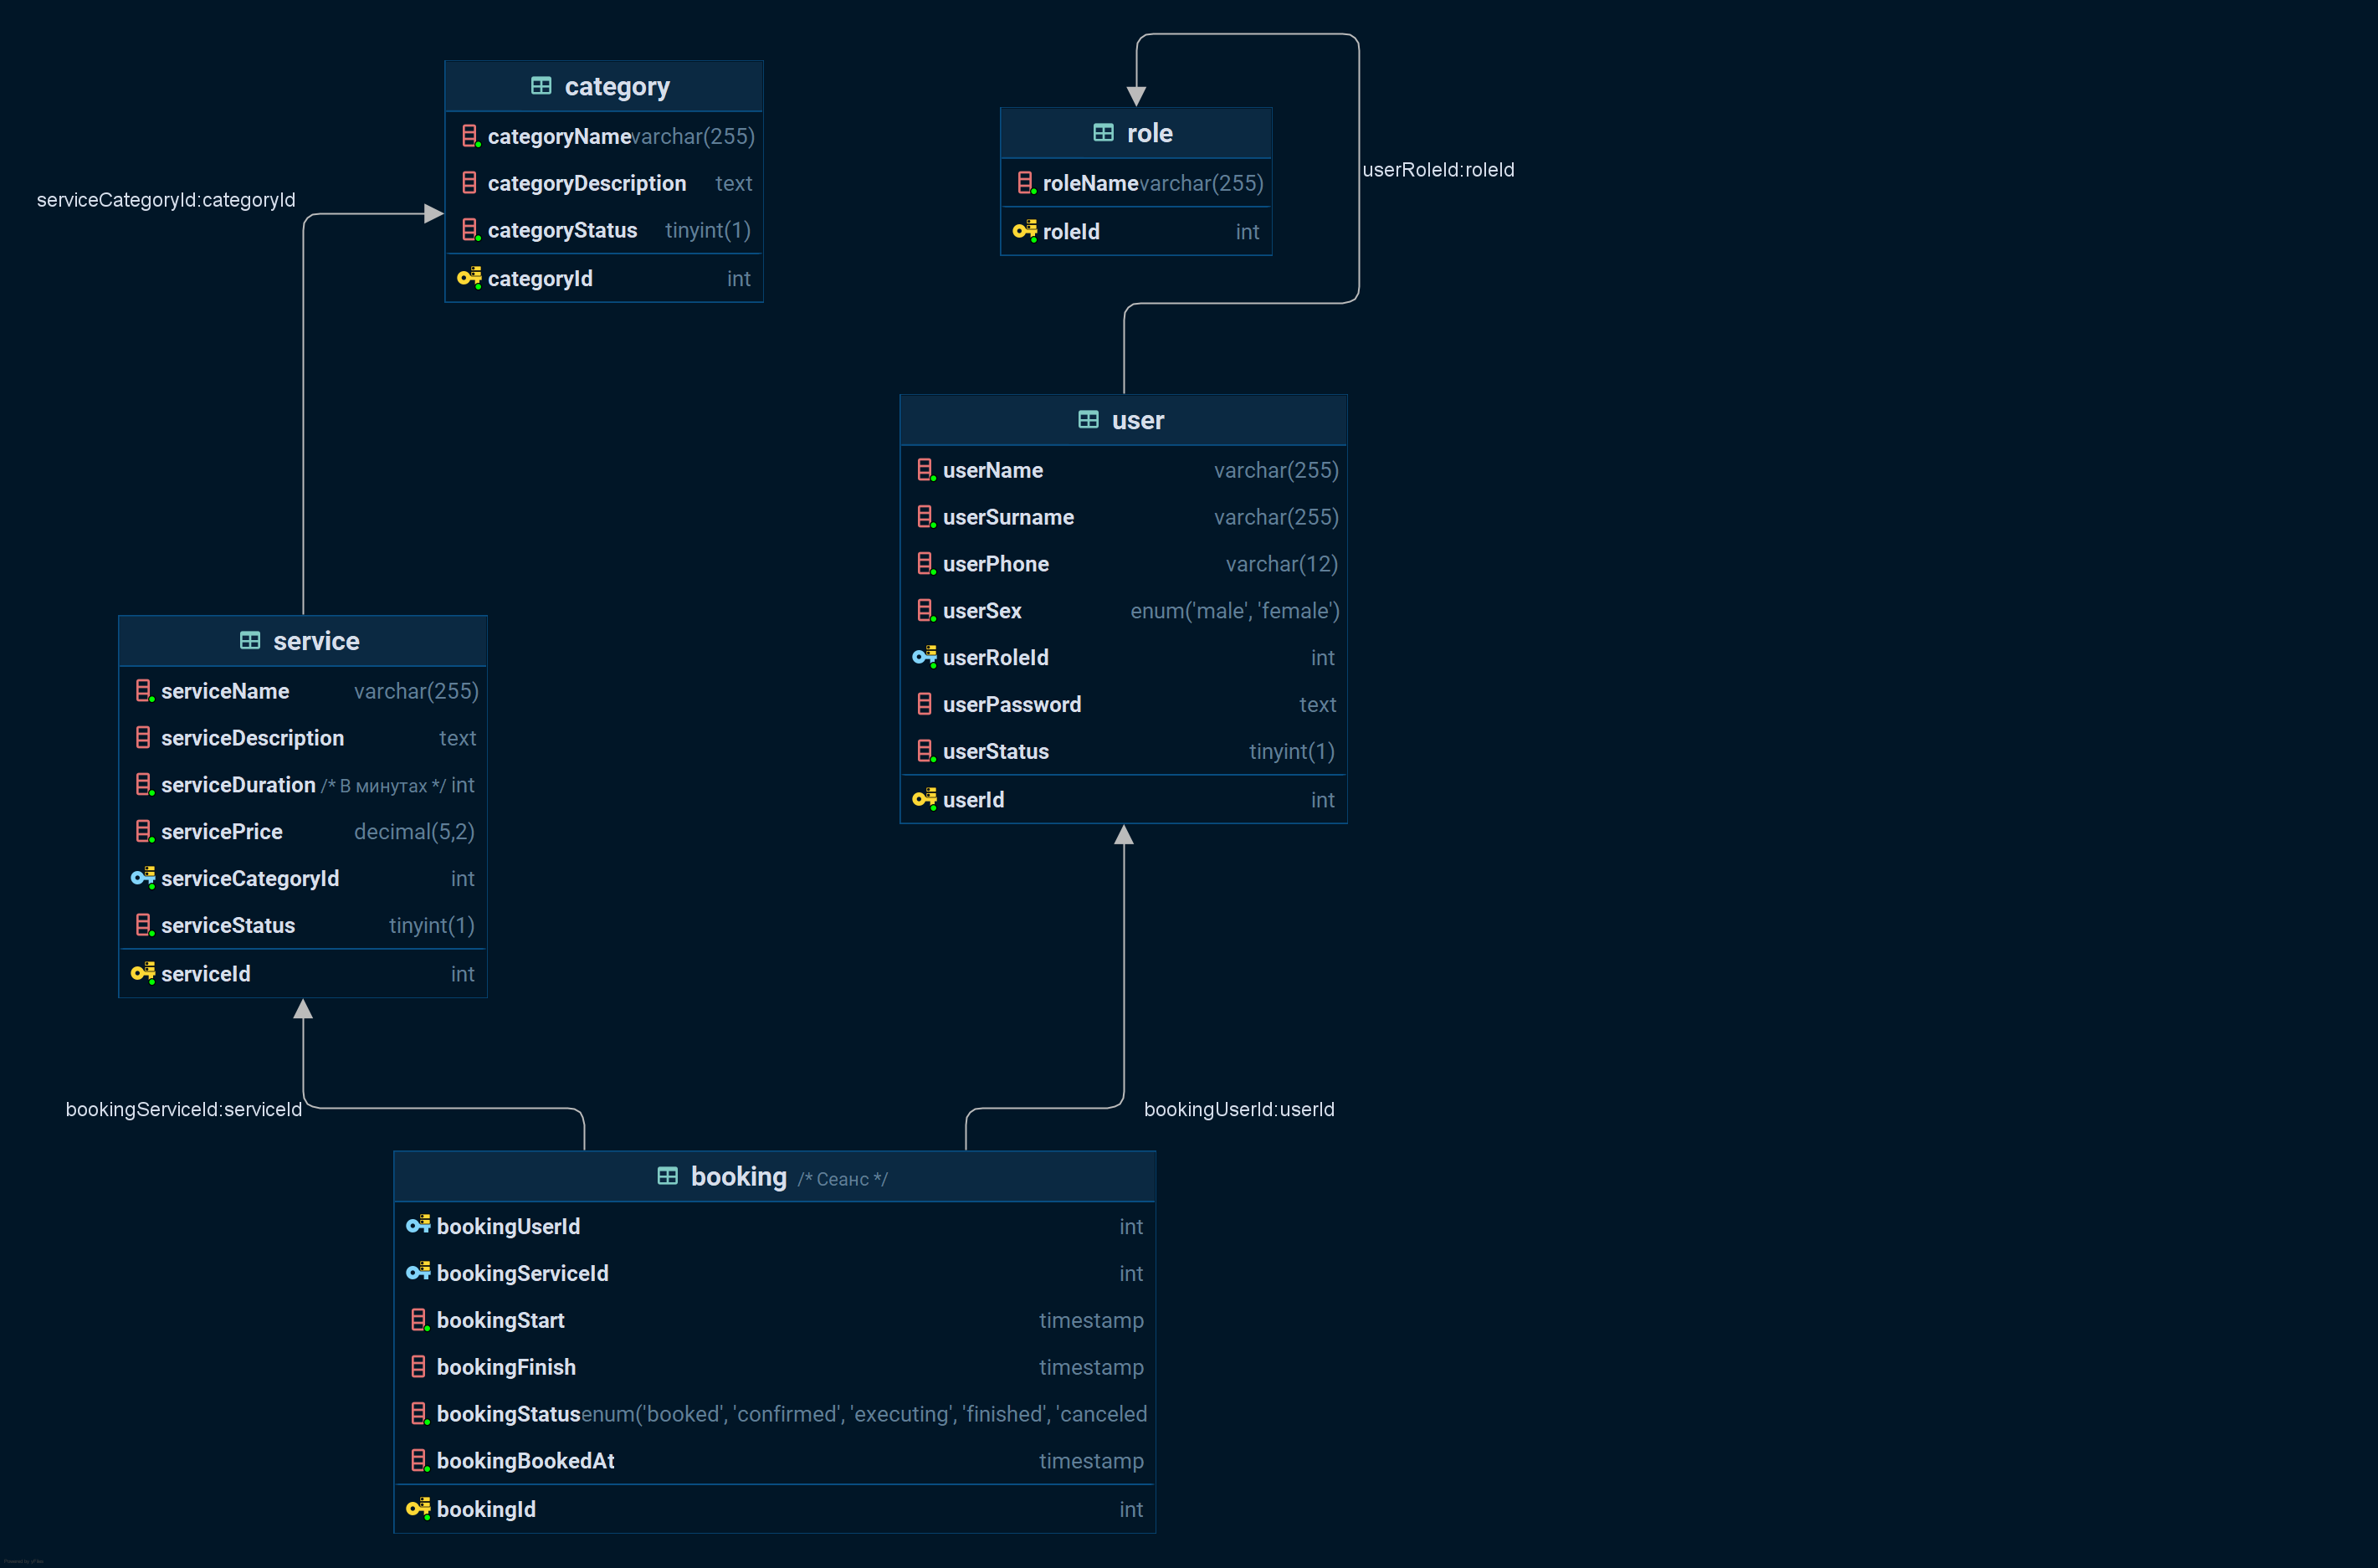 category
categoryName varchar(255)
categoryDescription text
categoryStatus tinyint(1)
categoryId int
serviceCategoryId:categoryId
role
roleName varchar(255)
roleId int
userRoleId:roleId
user
userName varchar(255)
userSurname varchar(255)
userPhone varchar(12)
userSex enum('male', 'female')
userRoleId int
userPassword text
userStatus tinyint(1)
userId int
service
serviceName varchar(255)
serviceDescription text
serviceDuration /* В минутах */ int
servicePrice decimal(5,2)
serviceCategoryId int
serviceStatus tinyint(1)
serviceId int
bookingServiceId:serviceId
bookingUserId:userId
booking /* Сеанс */
bookingUserId int
bookingServiceId int
bookingStart timestamp
bookingFinish timestamp
bookingStatus enum('booked', 'confirmed', 'executing', 'finished', 'canceled
bookingBookedAt timestamp
bookingId int
Powered by yFiles